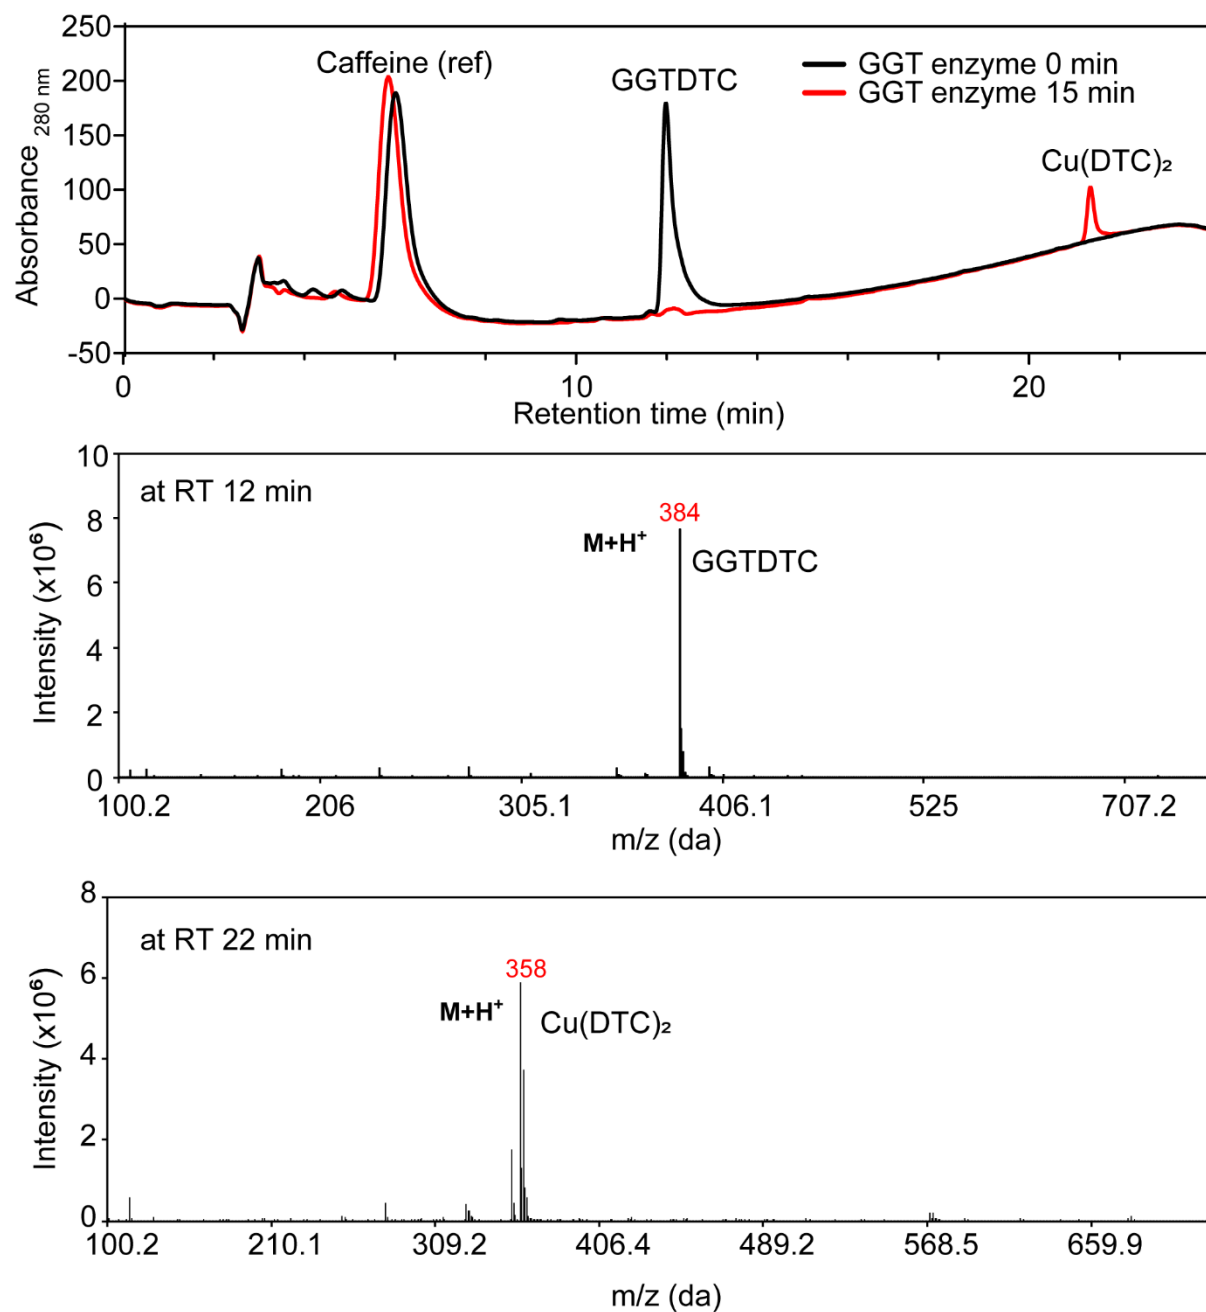 250
200
150
100
50
0
-50
Absorbance 280 nm
Caffeine (ref)
GGTDTC
GGT enzyme 0 min
GGT enzyme 15 min
Cu(DTC)₂
0
10
20
Retention time (min)
10
8
6
4
2
0
Intensity (x10⁶)
at RT 12 min
384
M+H⁺
GGTDTC
100.2
206
305.1
406.1
525
707.2
m/z (da)
8
6
4
2
0
Intensity (x10⁶)
at RT 22 min
358
M+H⁺
Cu(DTC)₂
100.2
210.1
309.2
406.4
489.2
568.5
659.9
m/z (da)